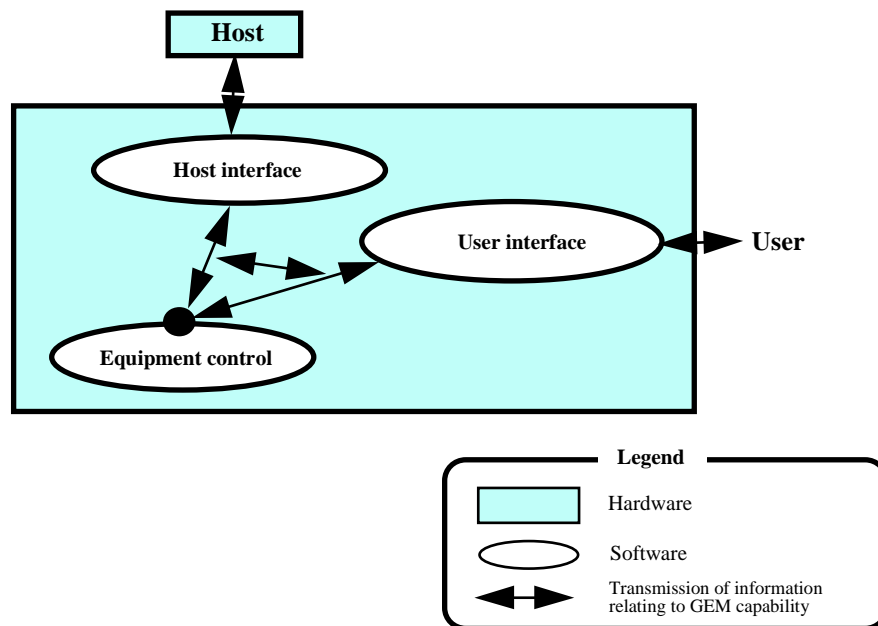 Host
Host interface
User interface
User
Equipment control
Legend
Hardware
Software
Transmission of information
relating to GEM capability